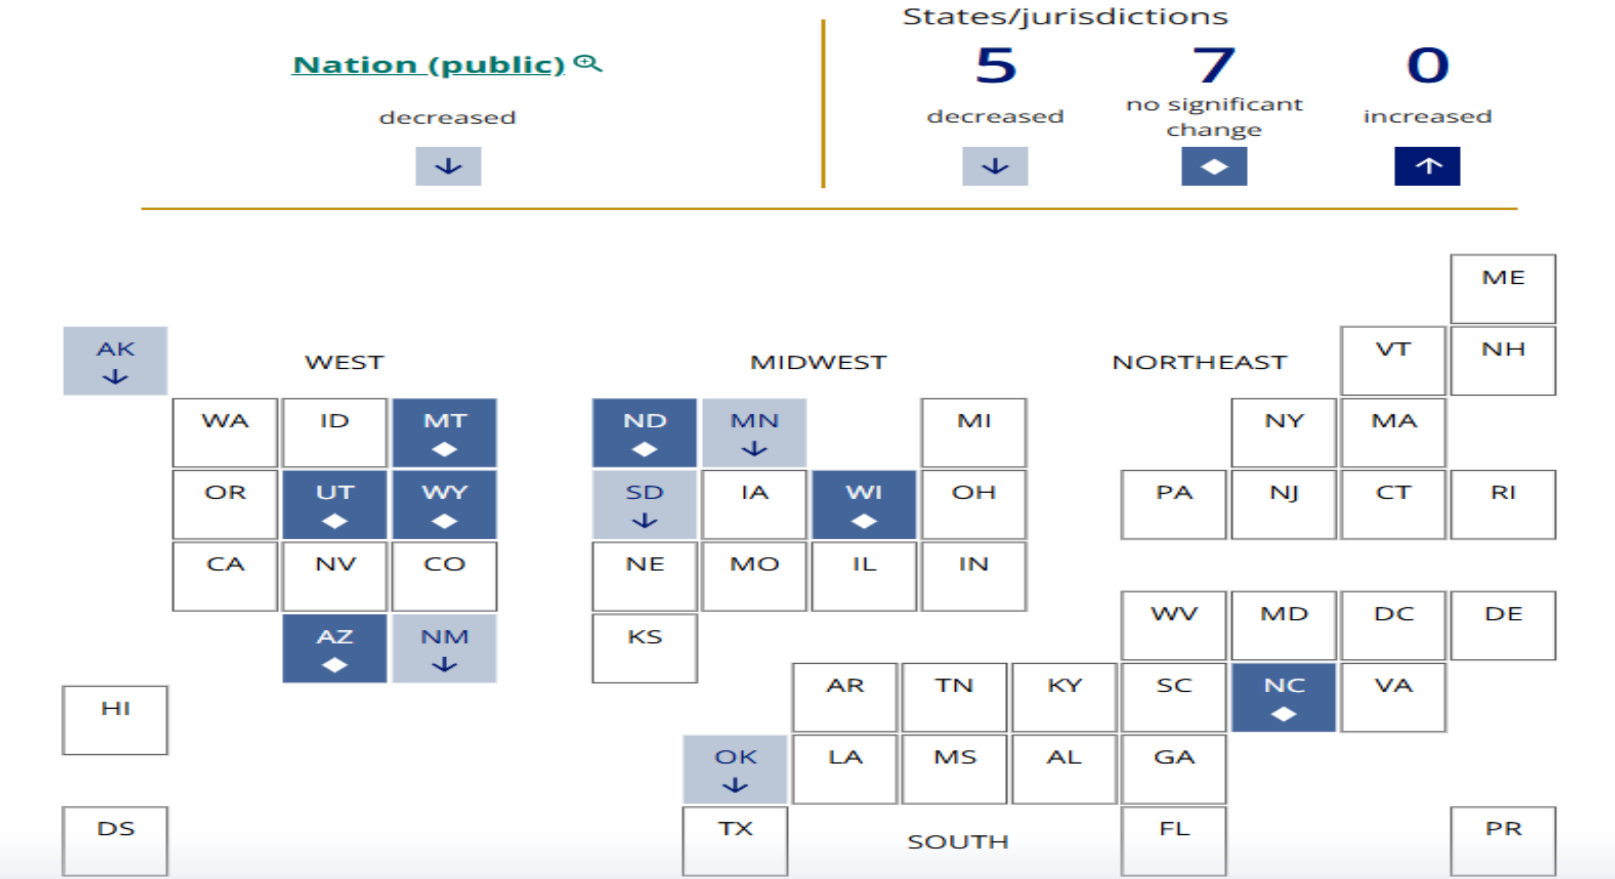 States/jurisdictions
Nation (public)
5 7 0
decreased
decreased
no significant
change
increased
ME
AK
WEST
MIDWEST
NORTHEAST
VT NH
WA ID MT ND MN MI NY MA
OR UT WY SD IA WI OH PA NJ CT RI
CA NV CO NE MO IL IN
WV MD DC DE
AZ NM KS
AR TN KY SC NC VA
HI
OK LA MS AL GA
DS TX SOUTH FL PR